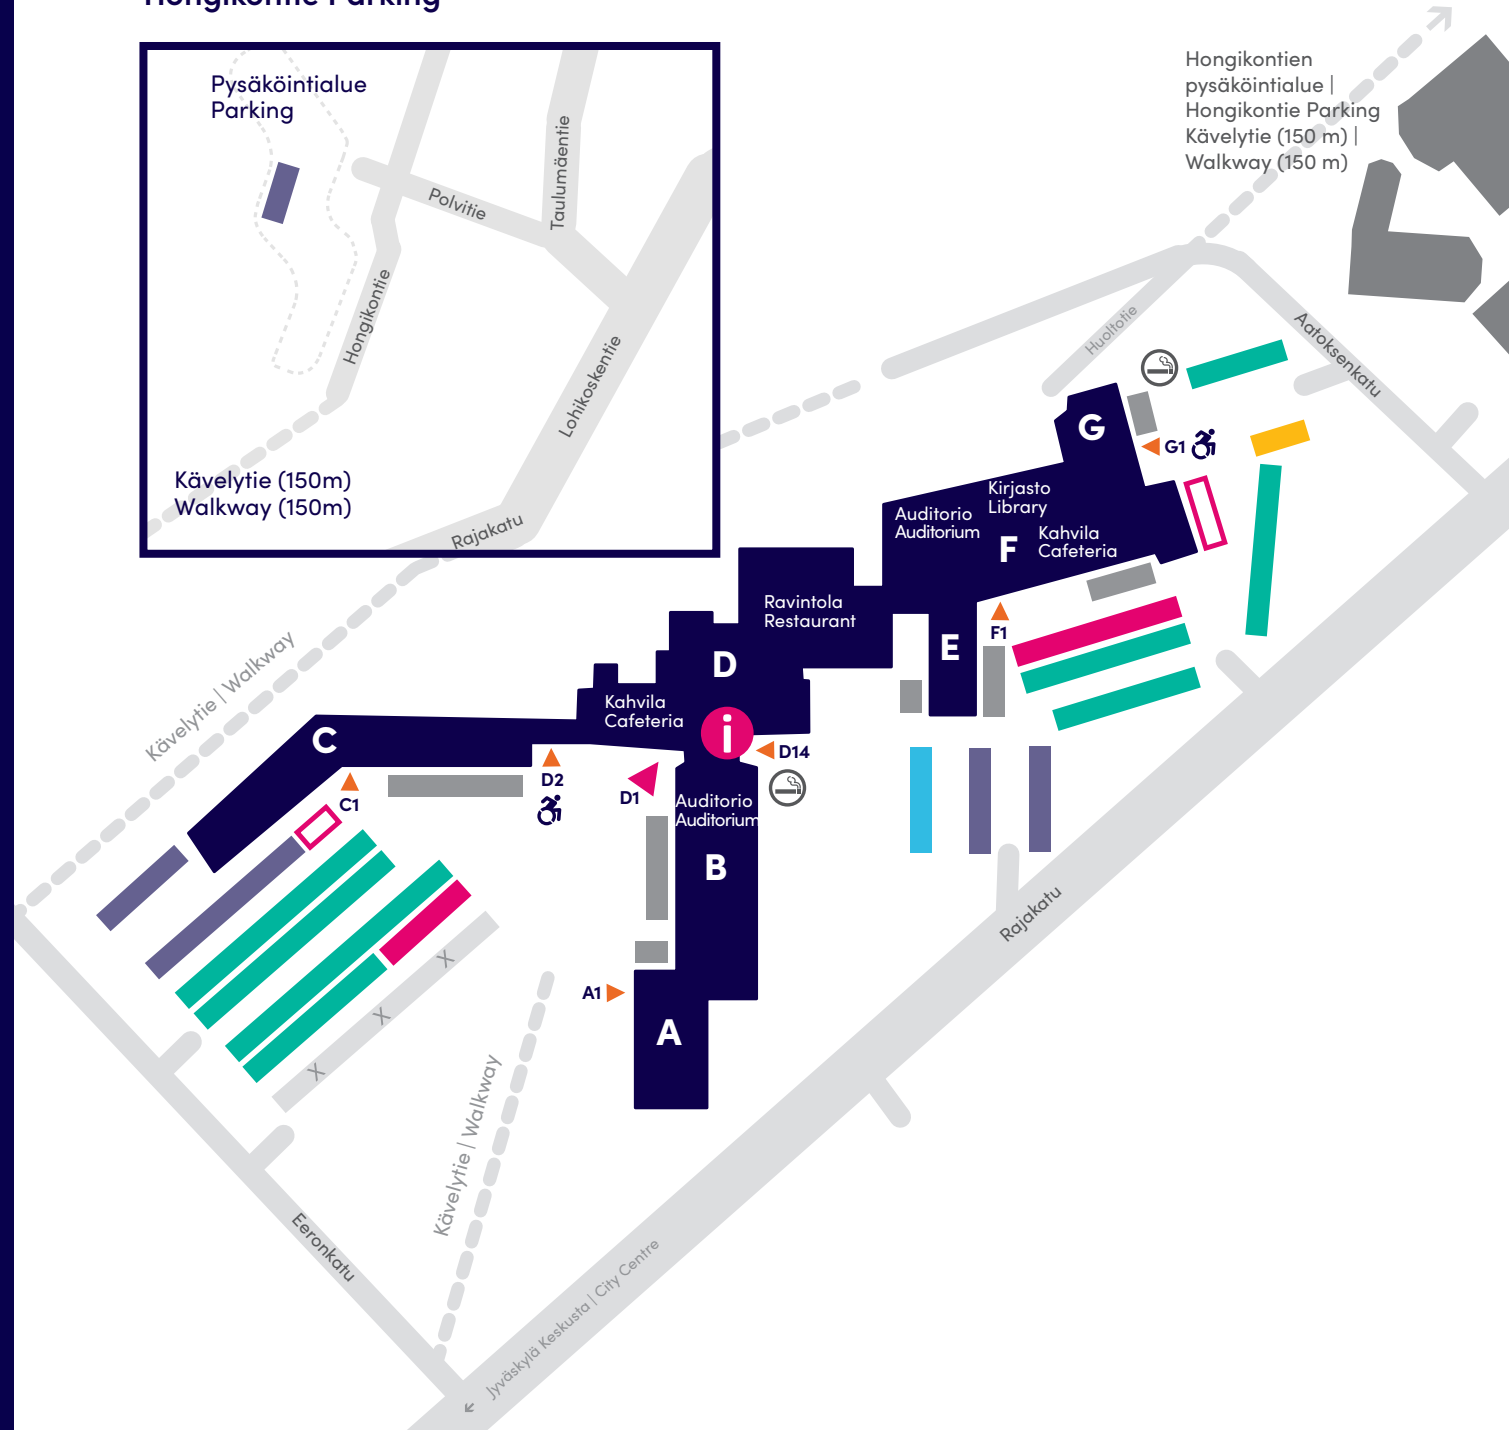 Hongikontie Parking
Pysäköintialue
Parking
Polvitie
Taulumäentie
Hongikontie
Lohikoskentie
Kävelytie (150m)
Walkway (150m)
Rajakatu
Hongikontien
pysäköintialue |
Hongikontie Parking
Kävelytie (150 m) |
Walkway (150 m)
Huoltotie
Aatoksenkatu
G
G1
Kirjasto
Library
Auditorio
Auditorium
F
Kahvila
Cafeteria
F1
E
Ravintola
Restaurant
D
Kahvila
Cafeteria
i
D14
D2
D1
C
C1
Kävelytie | Walkway
Auditorio
Auditorium
B
A1
A
X
X
X
Kävelytie | Walkway
Eeronkatu
Rajakatu
Jyväskylä Keskusta | City Centre